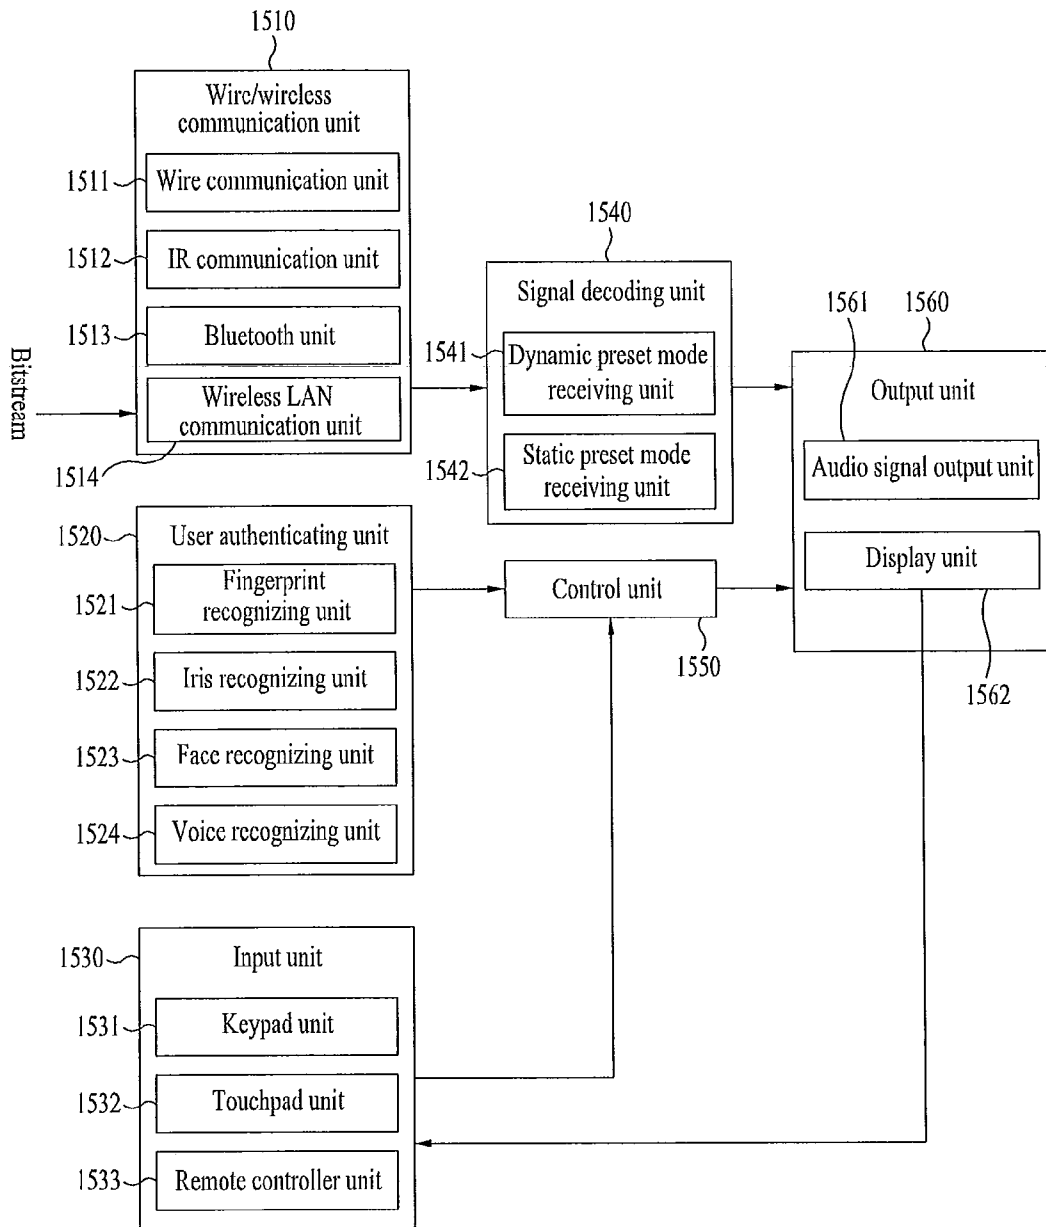 1510
Wire/wireless
communication unit
1511
Wire communication unit
1512
IR communication unit
1513
Bluetooth unit
Bitstream
Wireless LAN
communication unit
1514
1540
Signal decoding unit
1541
Dynamic preset mode
receiving unit
1542
Static preset mode
receiving unit
1561
1560
Output unit
Audio signal output unit
Display unit
1562
1520
User authenticating unit
1521
Fingerprint
recognizing unit
1522
Iris recognizing unit
1523
Face recognizing unit
1524
Voice recognizing unit
Control unit
1550
1530
Input unit
1531
Keypad unit
1532
Touchpad unit
1533
Remote controller unit